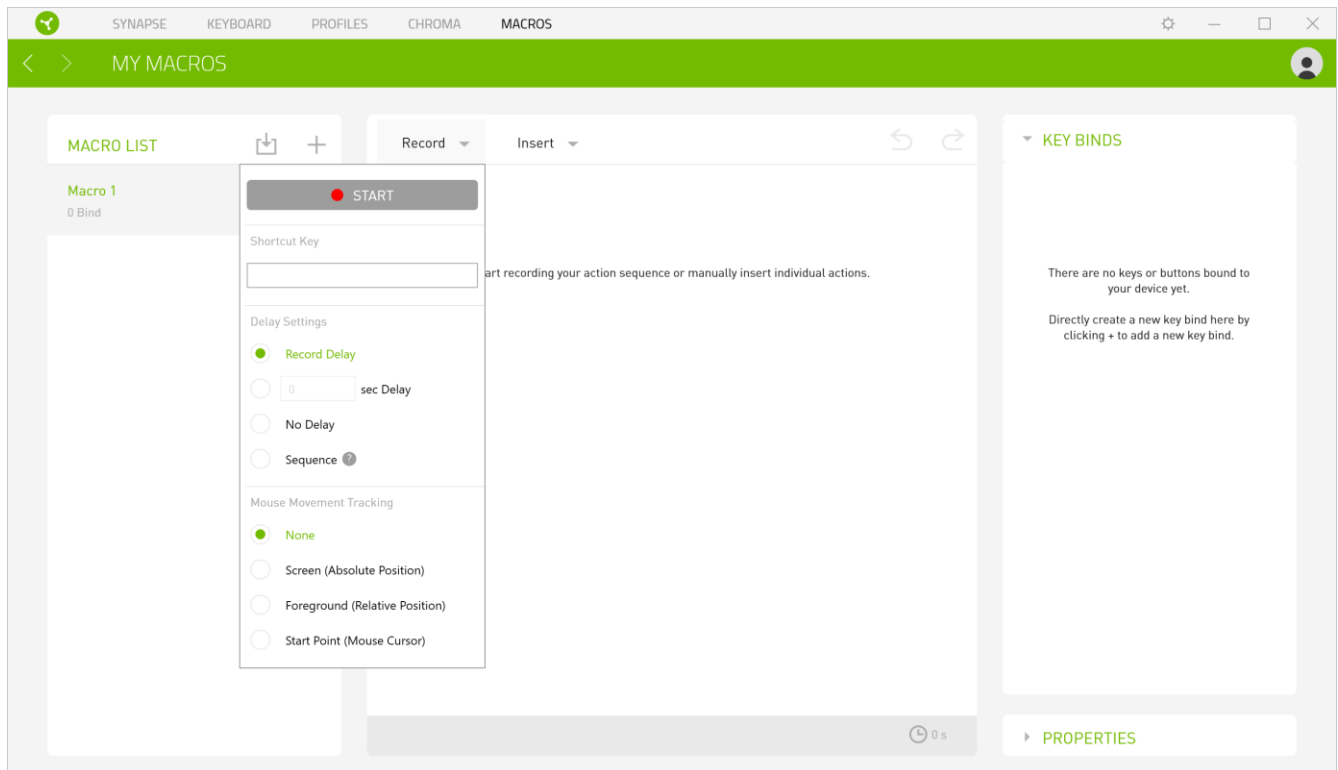 SYNAPSE KEYBOARD PROFILES CHROMA MACROS
MY MACROS
MACRO LIST
Macro 1
0 Bind
Record
Insert
START
Shortcut Key
Delay Settings
Record Delay
0 sec Delay
No Delay
Sequence ?
Mouse Movement Tracking
None
Screen (Absolute Position)
Foreground (Relative Position)
Start Point (Mouse Cursor)
art recording your action sequence or manually insert individual actions.
0 s
KEY BINDS
There are no keys or buttons bound to
your device yet.
Directly create a new key bind here by
clicking + to add a new key bind.
PROPERTIES